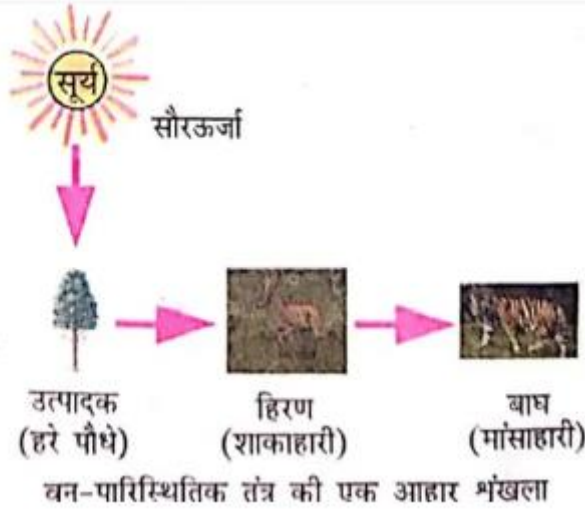 सूर्य
सौरऊर्जा
उत्पादक
(हरे पौधे)
हिरण
(शाकाहारी)
बाघ
(मांसाहारी)
वन-पारिस्थितिक तंत्र की एक आहार शृंखला